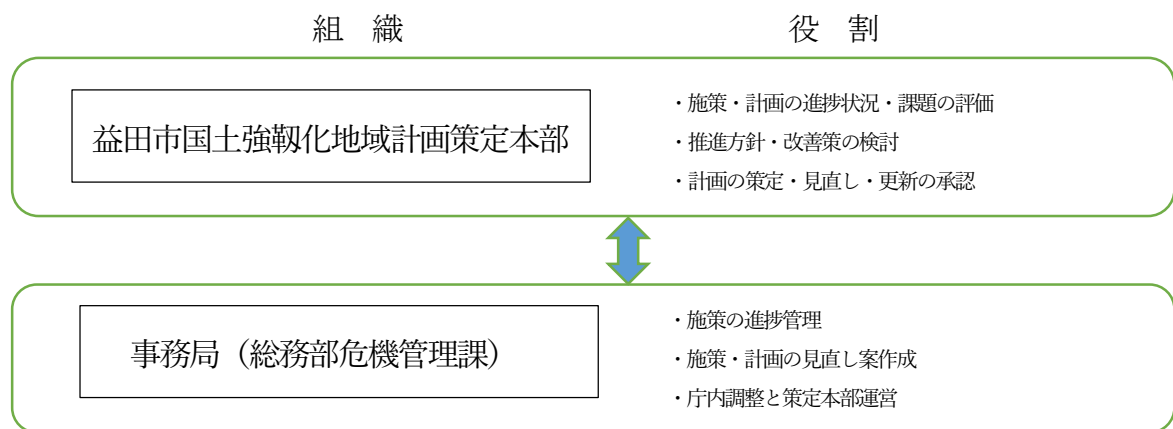 組 織
役 割
益田市国土強靱化地域計画策定本部
・施策・計画の進捗状況・課題の評価
・推進方針・改善策の検討
・計画の策定・見直し・更新の承認
事務局（総務部危機管理課）
・施策の進捗管理
・施策・計画の見直し案作成
・庁内調整と策定本部運営